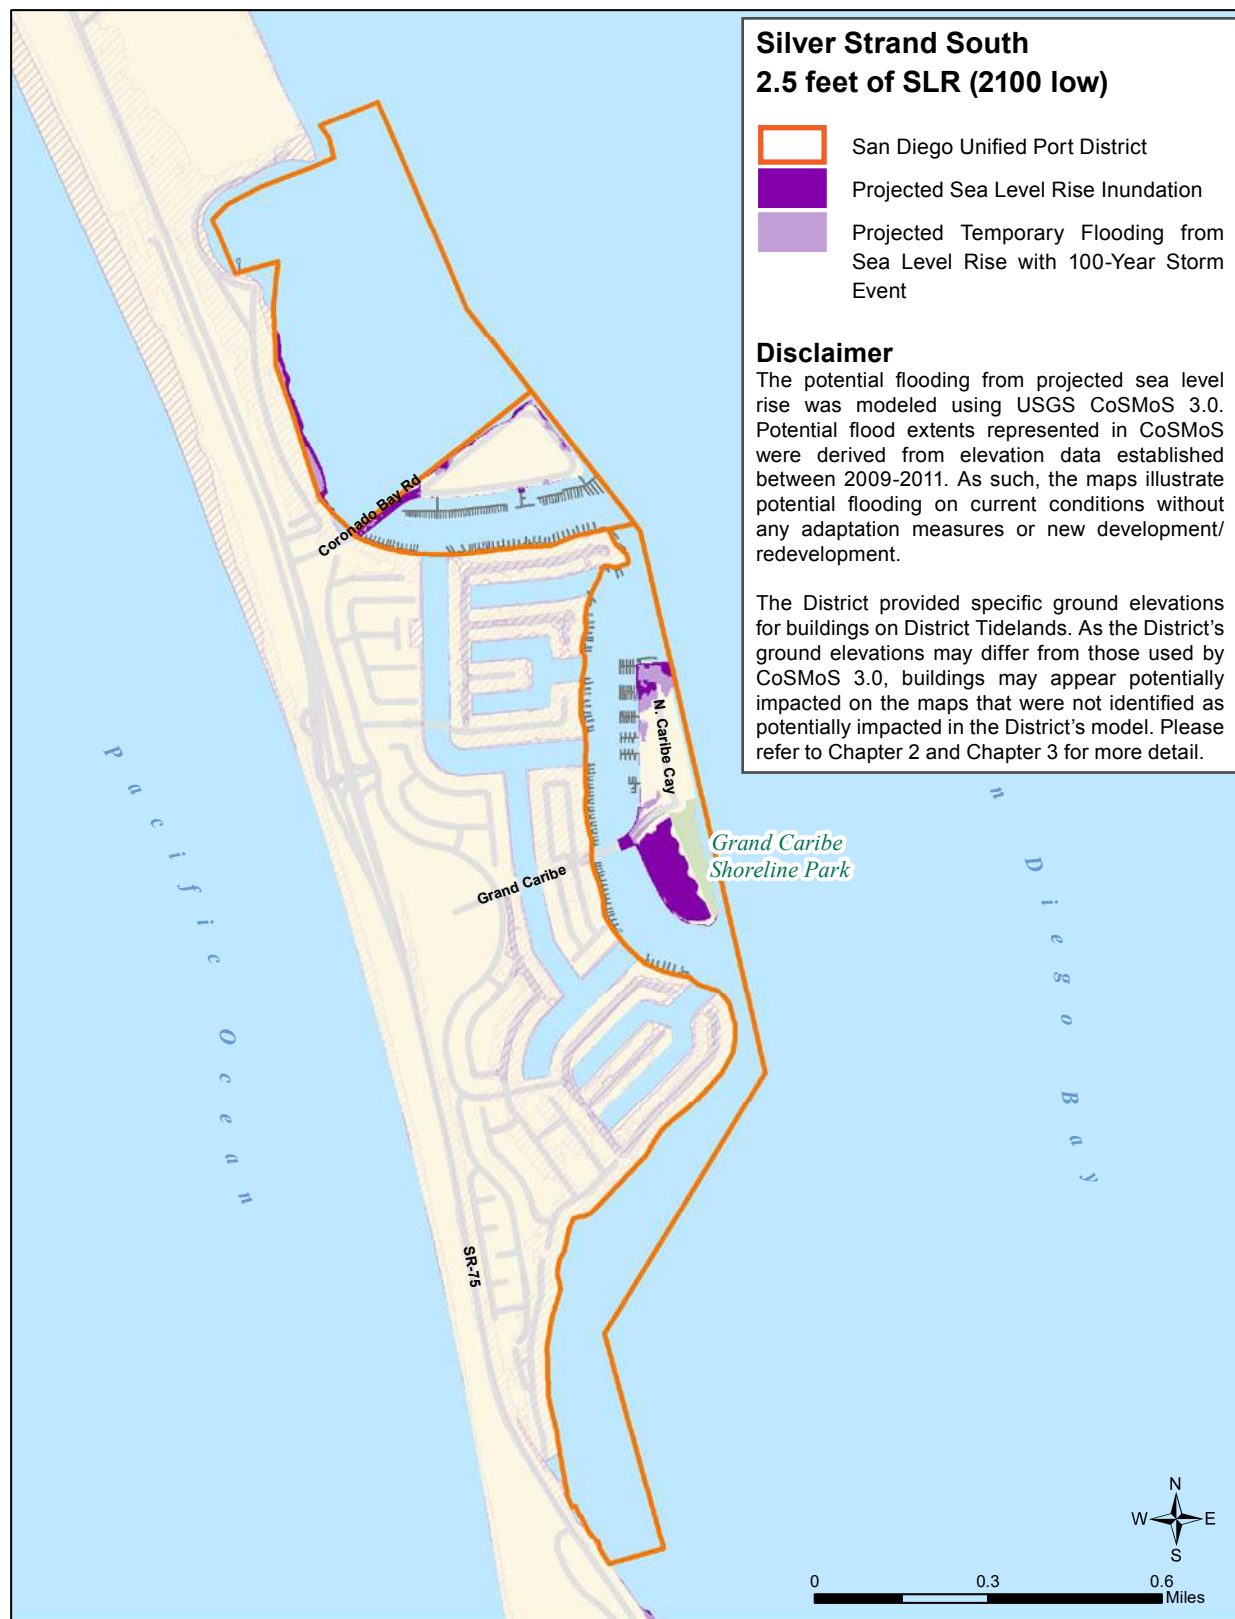 Silver Strand South
2.5 feet of SLR (2100 low)
San Diego Unified Port District
Projected Sea Level Rise Inundation
Projected Temporary Flooding from
Sea Level Rise with 100-Year Storm
Event
Disclaimer
The potential flooding from projected sea level
rise was modeled using USGS CoSMoS 3.0.
Potential flood extents represented in CoSMoS
were derived from elevation data established
between 2009-2011. As such, the maps illustrate
potential flooding on current conditions without
any adaptation measures or new development/
redevelopment.
The District provided specific ground elevations
for buildings on District Tidelands. As the District's
ground elevations may differ from those used by
CoSMoS 3.0, buildings may appear potentially
impacted on the maps that were not identified as
potentially impacted in the District's model. Please
refer to Chapter 2 and Chapter 3 for more detail.
Coronado Bay Rd
N. Caribe Cay
Grand Caribe
Shoreline Park
Grand Caribe
SR-75
Pacific Ocean
n Diego Bay
N
W E
S
0 0.3 0.6
Miles